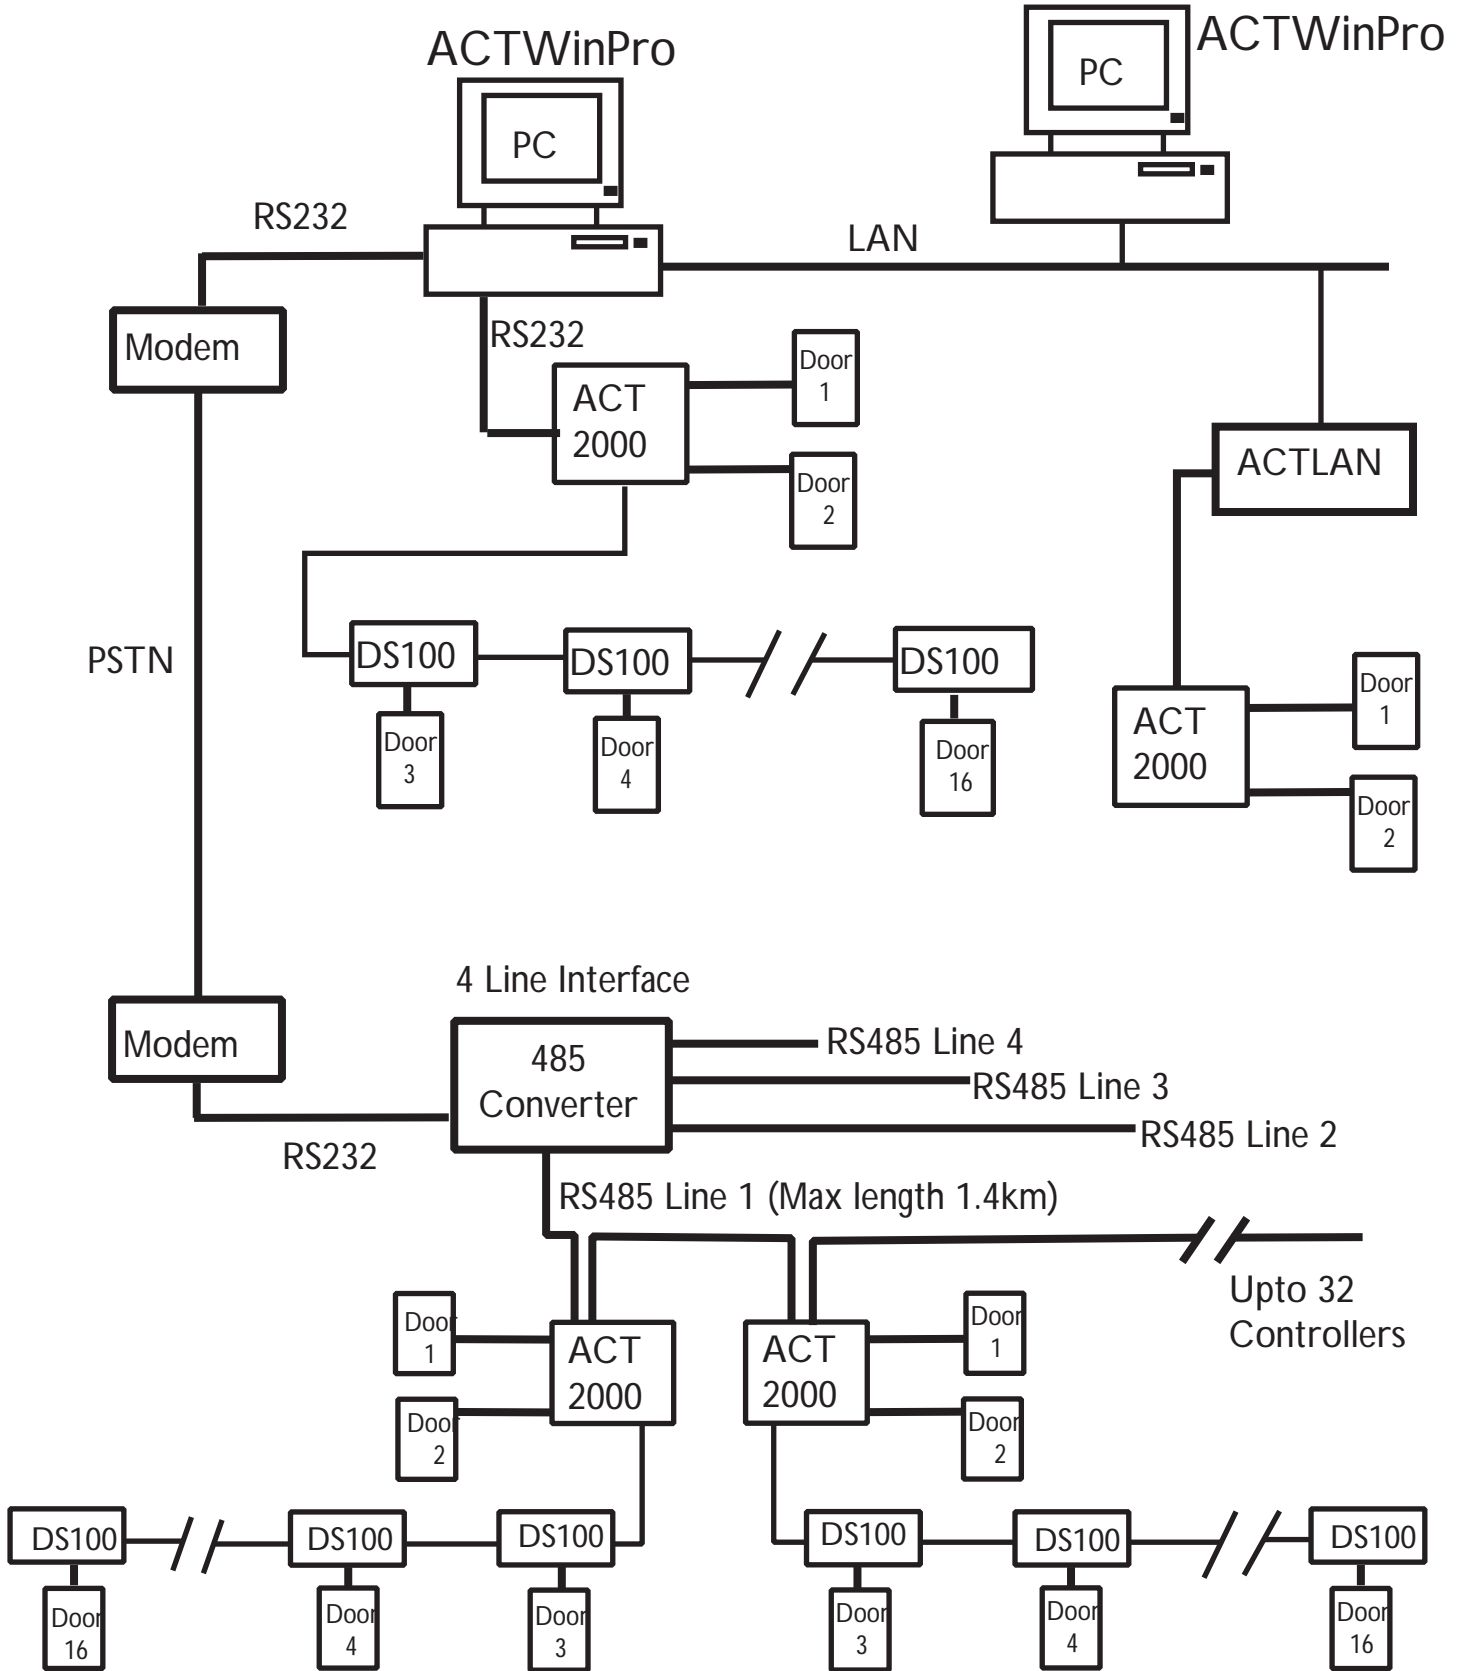 ACTWinPro
ACTWinPro
PC
PC
RS232
LAN
RS232
Modem
Door
1
ACT
2000
Door
2
ACTLAN
PSTN
DS100
DS100
DS100
Door
3
Door
4
Door
16
ACT
2000
Door
1
Door
2
4 Line Interface
Modem
485
Converter
RS485 Line 4
RS485 Line 3
RS485 Line 2
RS232
RS485 Line 1 (Max length 1.4km)
Upto 32
Controllers
Door
1
ACT
2000
ACT
2000
Door
1
Door
2
Door
2
DS100
DS100
DS100
DS100
DS100
DS100
Door
16
Door
4
Door
3
Door
3
Door
4
Door
16